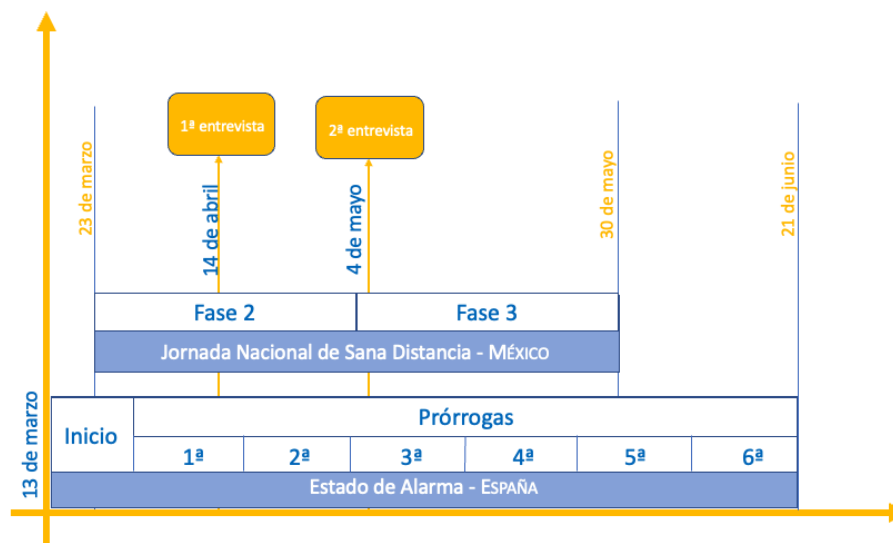 1ª entrevista
2ª entrevista
23 de marzo
14 de abril
4 de mayo
30 de mayo
21 de junio
Fase 2
Fase 3
Jornada Nacional de Sana Distancia - MÉXICO
13 de marzo
Inicio
Prórrogas
1ª
2ª
3ª
4ª
5ª
6ª
Estado de Alarma - ESPAÑA